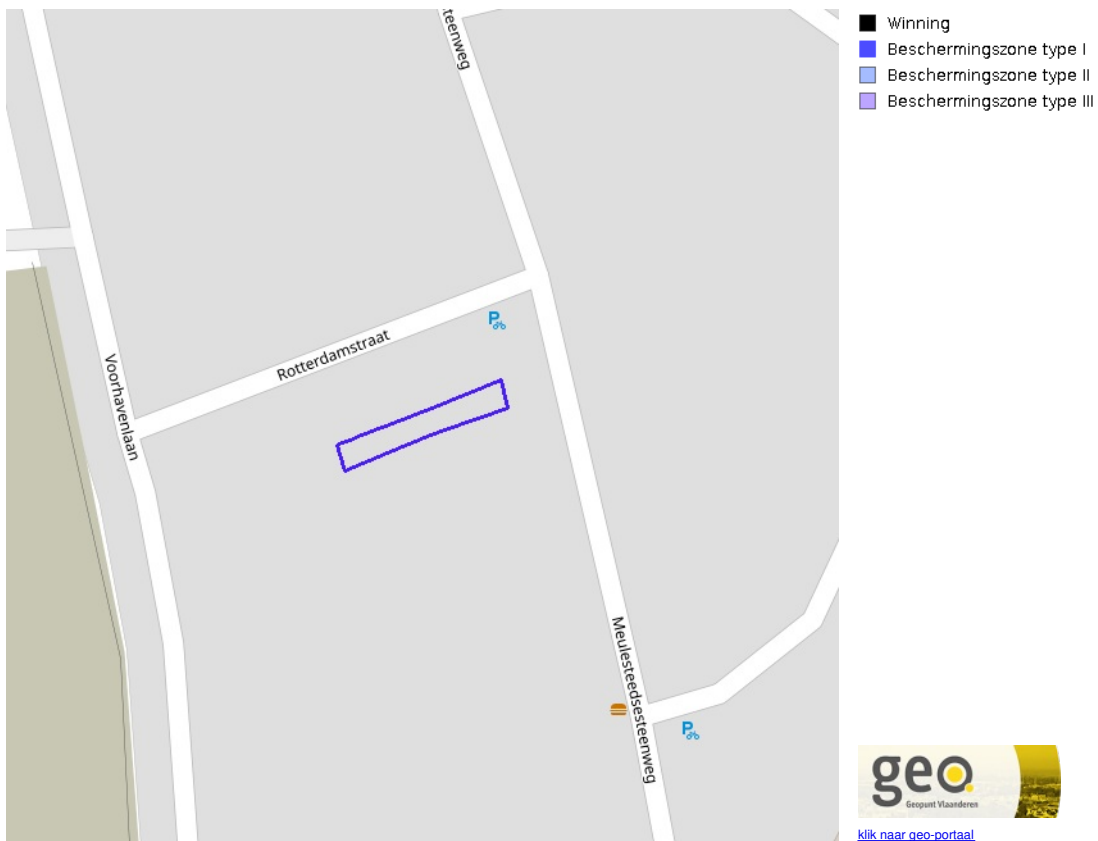 teenweg
Rotterdamstraat
Voorhavenlaan
Meulesteedsesteenweg
P
P
Winning
Beschermingszone type I
Beschermingszone type II
Beschermingszone type III
geo
Geopunt Vlaanderen
klik naar geo-portaal